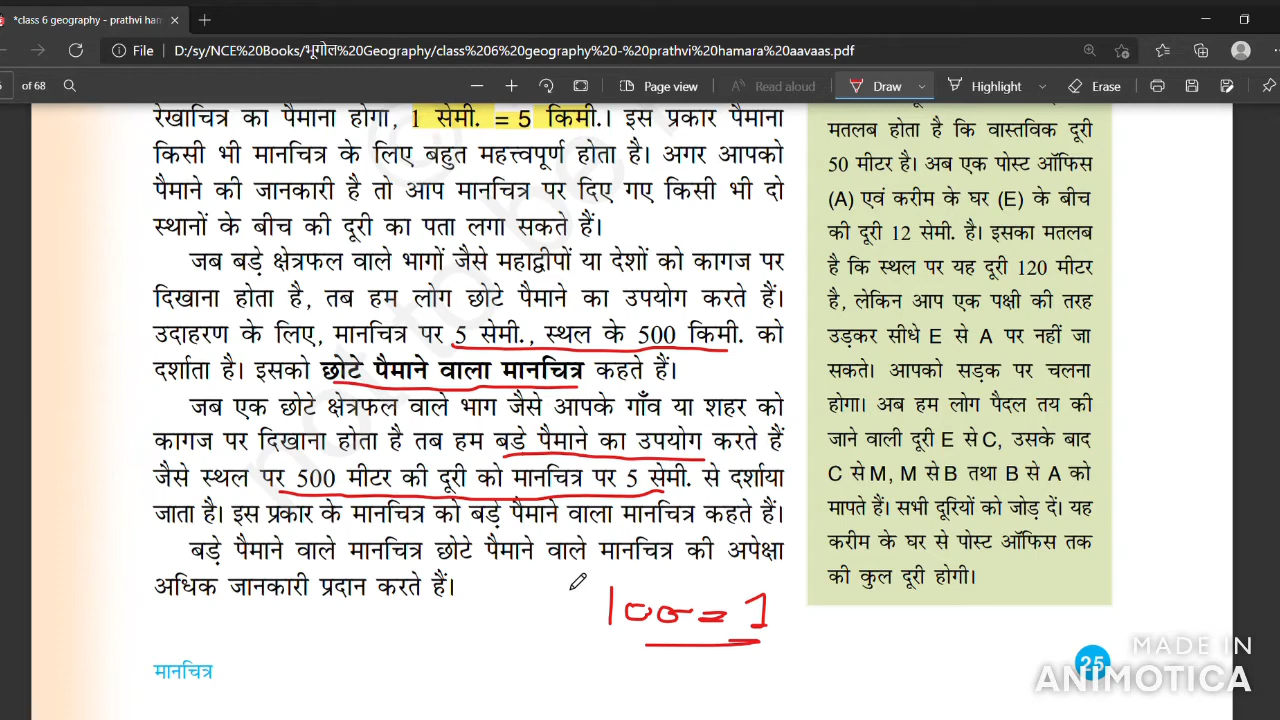 *class 6 geography - prathvi ham
File
D:/sy/NCE%20Books/भूगोल%20Geography/class%206%20geography%20-%20prathvi%20hamara%20aavaas.pdf
of 68
Page view
Read aloud
Draw
Highlight
Erase
रेखाचित्र का पैमाना होगा, 1 सेमी. = 5 किमी.। इस प्रकार पैमाना
किसी भी मानचित्र के लिए बहुत महत्त्वपूर्ण होता है। अगर आपको
पैमाने की जानकारी है तो आप मानचित्र पर दिए गए किसी भी दो
स्थानों के बीच की दूरी का पता लगा सकते हैं।
जब बड़े क्षेत्रफल वाले भागों जैसे महाद्वीपों या देशों को कागज पर
दिखाना होता है, तब हम लोग छोटे पैमाने का उपयोग करते हैं।
उदाहरण के लिए, मानचित्र पर 5 सेमी., स्थल के 500 किमी. को
दर्शाता है। इसको छोटे पैमाने वाला मानचित्र कहते हैं।
जब एक छोटे क्षेत्रफल वाले भाग जैसे आपके गाँव या शहर को
कागज पर दिखाना होता है तब हम बडे पैमाने का उपयोग करते हैं
जैसे स्थल पर 500 मीटर की दूरी को मानचित्र पर 5 सेमी. से दर्शाया
जाता है। इस प्रकार के मानचित्र को बड़े पैमाने वाला मानचित्र कहते हैं।
बड़े पैमाने वाले मानचित्र छोटे पैमाने वाले मानचित्र की अपेक्षा
अधिक जानकारी प्रदान करते हैं।
100 = 1
मानचित्र
मतलब होता है कि वास्तविक दूरी
50 मीटर है। अब एक पोस्ट ऑफिस
(A) एवं करीम के घर (E) के बीच
की दूरी 12 सेमी. है। इसका मतलब
है कि स्थल पर यह दूरी 120 मीटर
है, लेकिन आप एक पक्षी की तरह
उड़कर सीधे E से A पर नहीं जा
सकते। आपको सड़क पर चलना
होगा। अब हम लोग पैदल तय की
जाने वाली दूरी E से C, उसके बाद
C से M, M से B तथा B से A को
मापते हैं। सभी दूरियों को जोड़ दें। यह
करीम के घर से पोस्ट ऑफिस तक
की कुल दूरी होगी।
25
MADE IN
ANIMOTICA